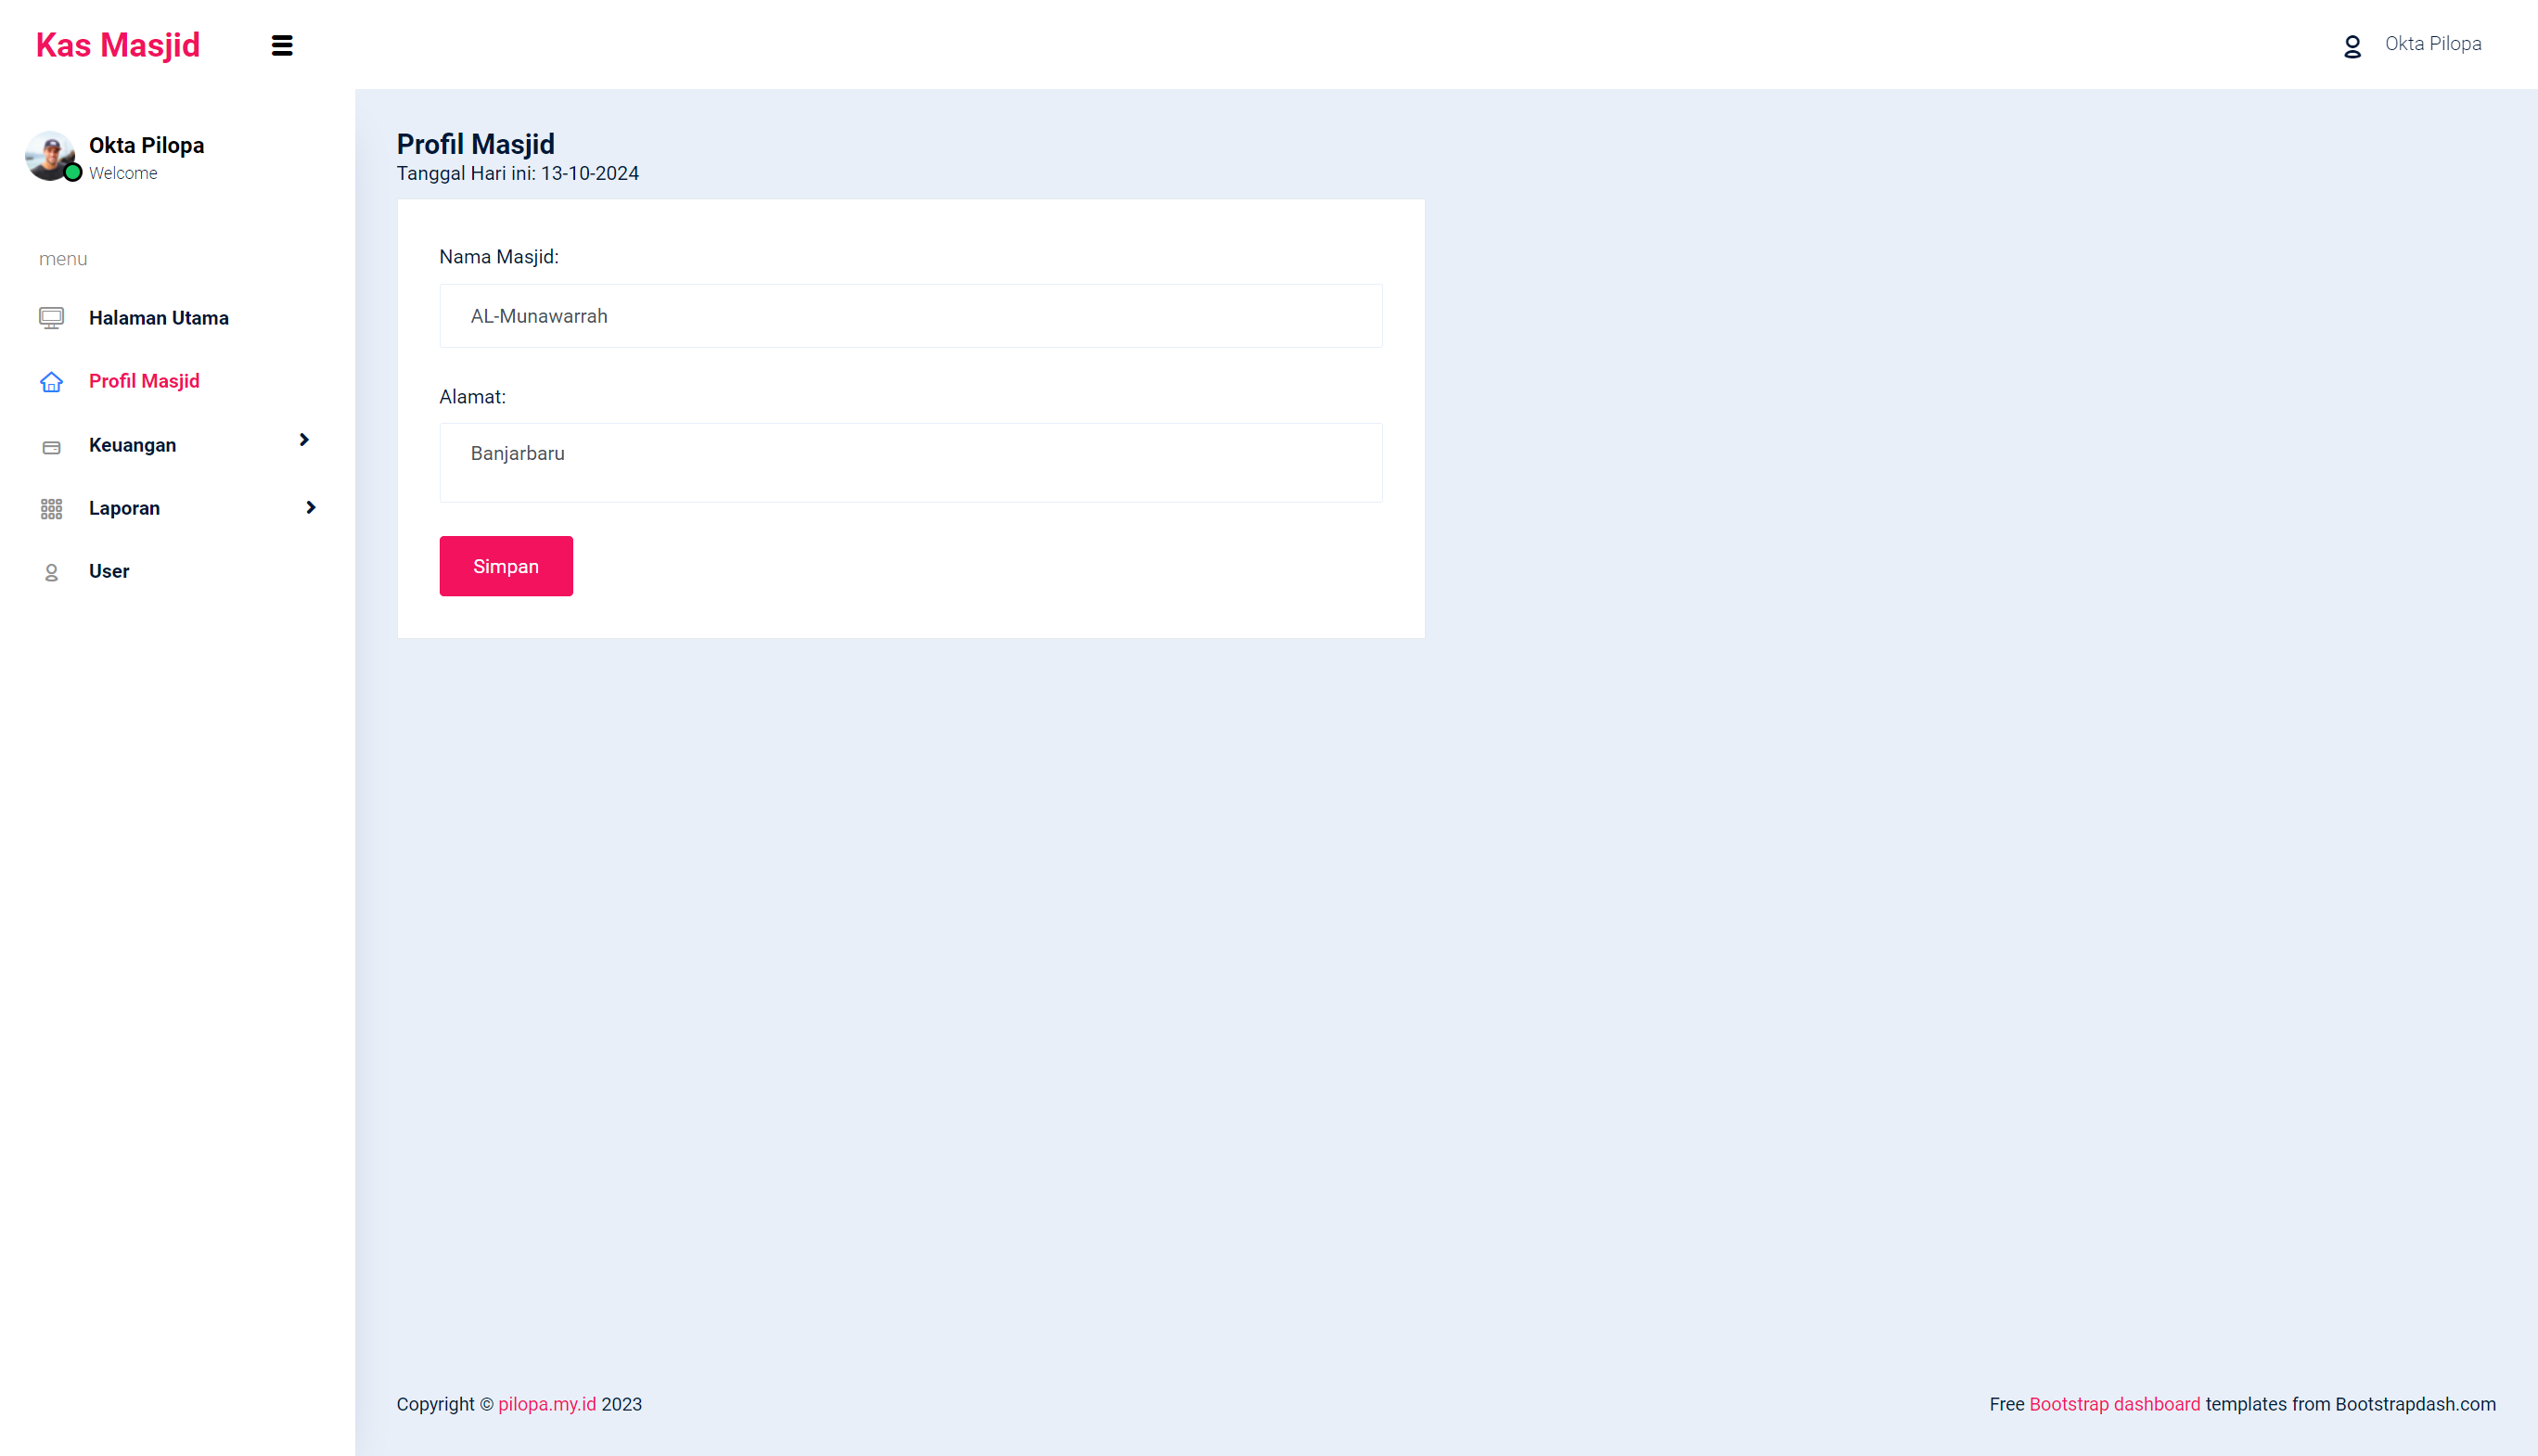 Kas Masjid
Okta Pilopa
Okta Pilopa
Welcome
menu
Halaman Utama
Profil Masjid
Keuangan
Laporan
User
Profil Masjid
Tanggal Hari ini: 13-10-2024
Nama Masjid:
AL-Munawarrah
Alamat:
Banjarbaru
Simpan
Copyright © pilopa.my.id 2023
Free Bootstrap dashboard templates from Bootstrapdash.com